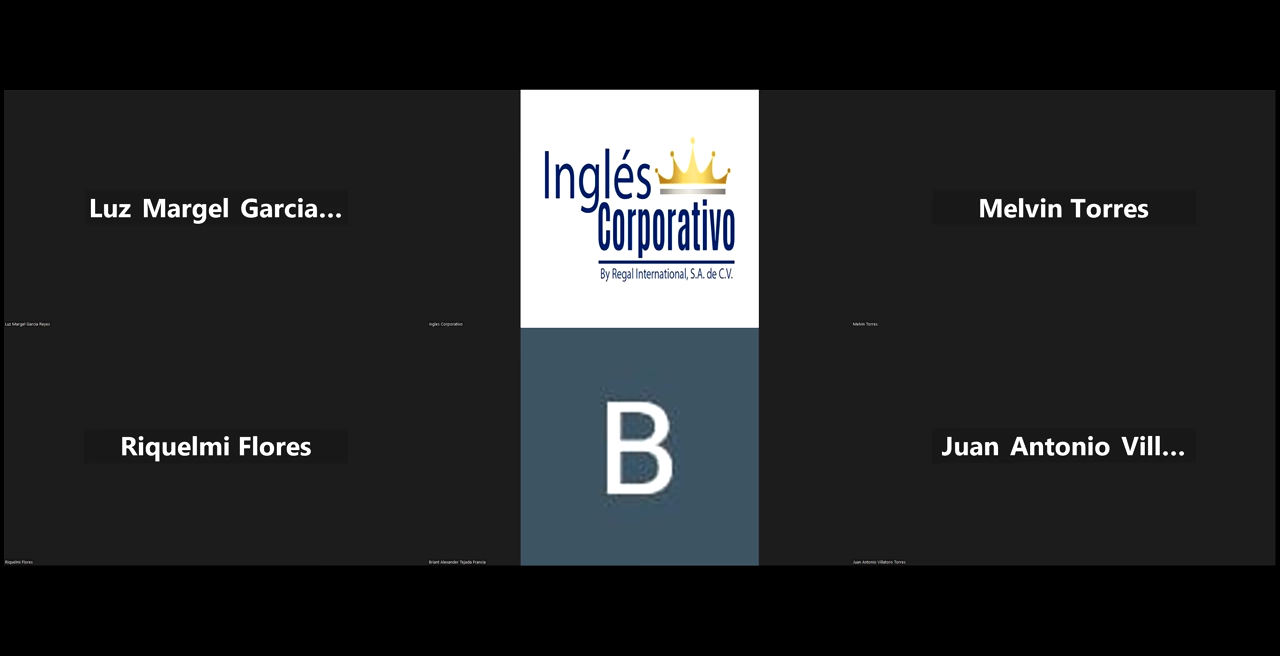 Luz Margel Garcia...
Luz Margel Garcia Reyes
Inglés
Corporativo
By Regal International, S.A. de C.V.
Inglés Corporativo
Melvin Torres
Melvin Torres
Riquelmi Flores
Riquelmi Flores
B
Briant Alexander Tejada Francia
Juan Antonio Vill...
Juan Antonio Villatoro Torres